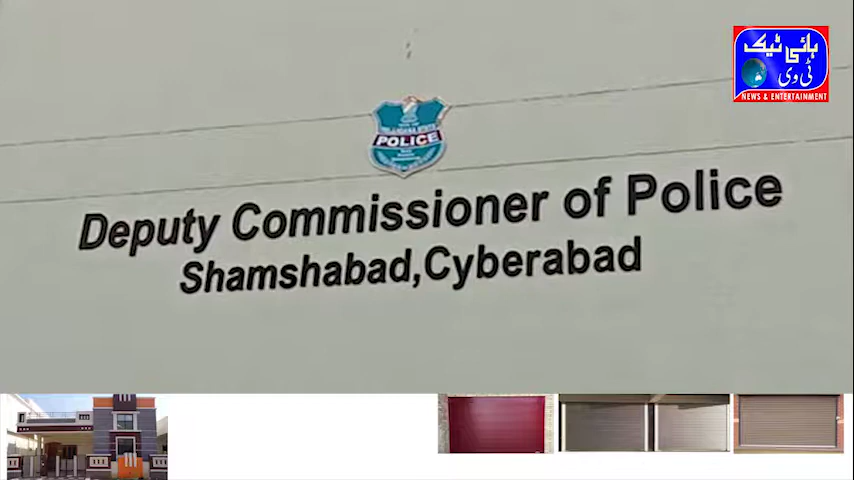 ہائی ٹیک
ٹی وی
NEWS & ENTERTAINMENT
POLICE
Deputy Commissioner of Police
Shamshabad,Cyberabad